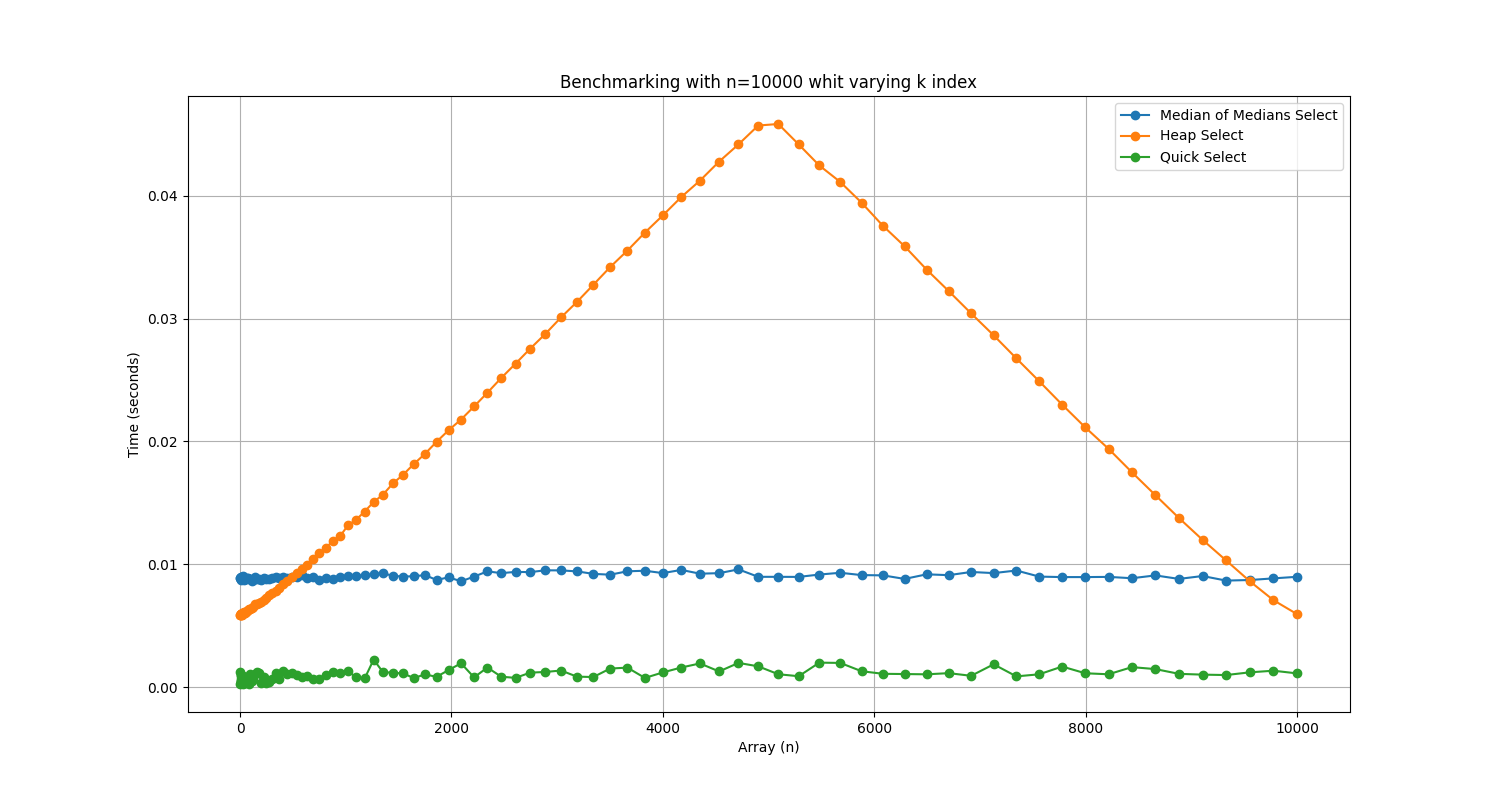 Benchmarking with n=10000 whit varying k index
Median of Medians Select
Heap Select
Quick Select
0.04
0.03
0.02
0.01
0.00
Time (seconds)
0 2000 4000 6000 8000 10000
Array (n)